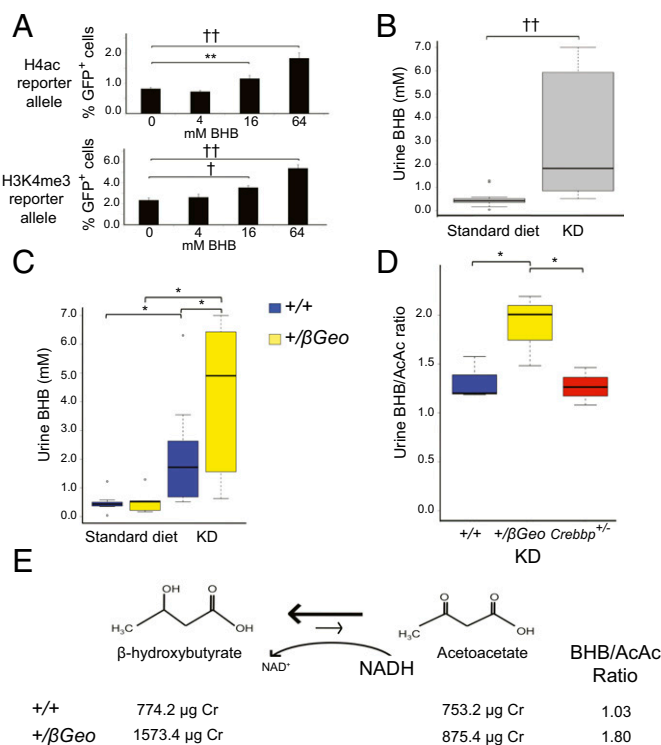 A
H4ac
reporter
allele
% GFP+ cells
2.0
1.0
0.0
††
**
0 4 16 64
mM BHB
H3K4me3
reporter
allele
% GFP+ cells
6.0
4.0
2.0
0.0
††
†
0 4 16 64
mM BHB
B
††
Urine BHB (mM)
7.0
6.0
5.0
4.0
3.0
2.0
1.0
0.0
Standard diet KD
C
Urine BHB (mM)
7.0
6.0
5.0
4.0
3.0
2.0
1.0
0.0
*
*
*
+/+
+/βGeo
Standard diet KD
D
Urine BHB/AcAc ratio
2.0
1.5
1.0
0.5
0.0
*
*
+/+ +/βGeo Crebbp+/-
KD
E
OH
O
H3C
OH
O
O
H3C
OH
β-hydroxybutyrate
NAD+
NADH
Acetoacetate
BHB/AcAc
Ratio
+/+ 774.2 µg Cr 753.2 µg Cr 1.03
+/βGeo 1573.4 µg Cr 875.4 µg Cr 1.80